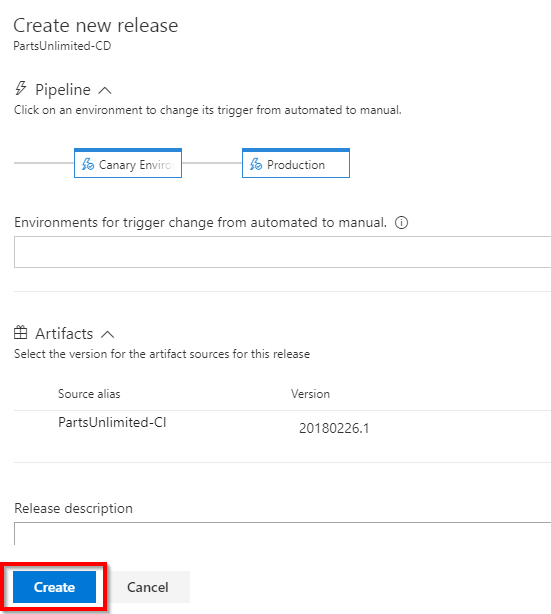 Create new release
PartsUnlimited-CD
Pipeline
Click on an environment to change its trigger from automated to manual.
Canary Enviro
Production
Environments for trigger change from automated to manual.
Artifacts
Select the version for the artifact sources for this release
Source alias Version
PartsUnlimited-CI 20180226.1
Release description
Create Cancel